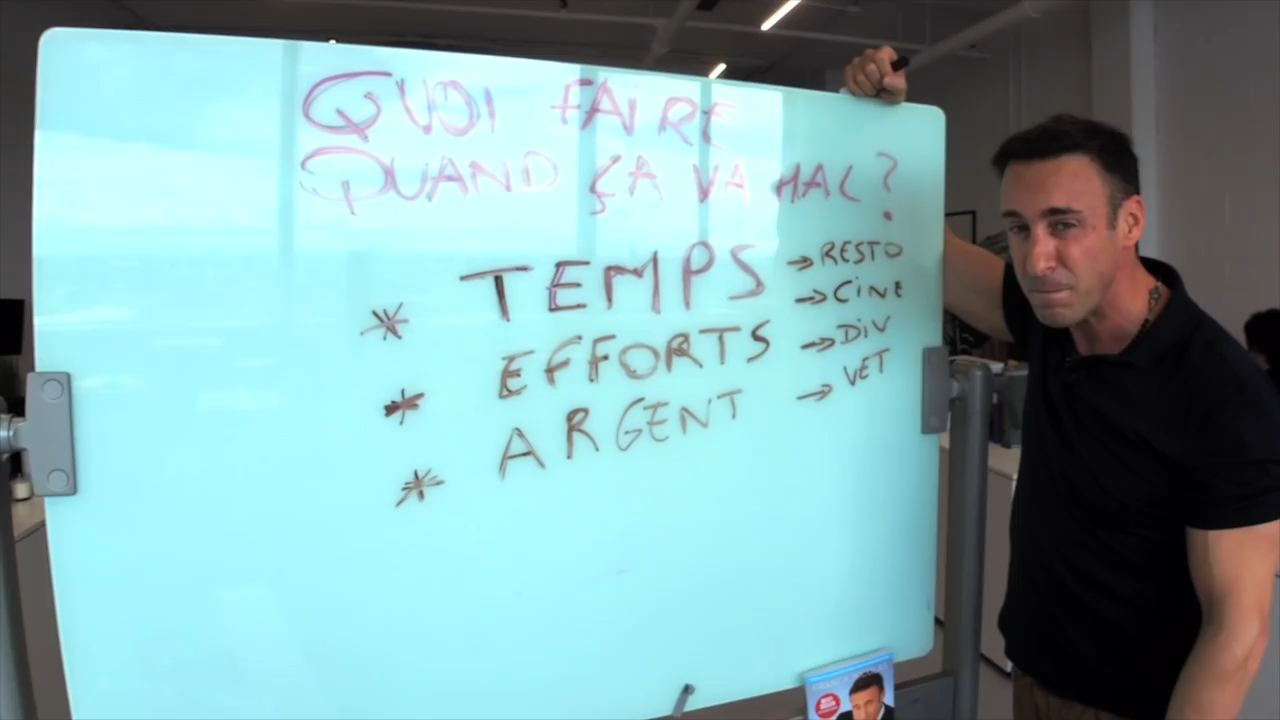 QUOI FAIRE
QUAND ÇA VA MAL?
* TEMPS → RESTO
→ CINE
* EFFORTS → DIV
* ARGENT → VET